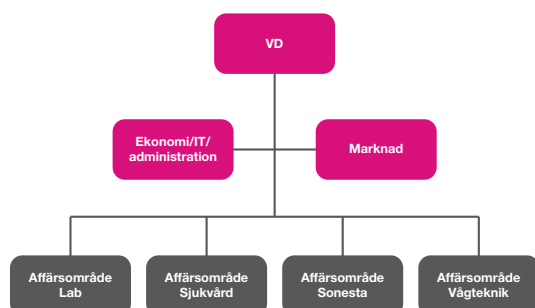 VD
Ekonomi/IT/
administration
Marknad
Affärsområde
Lab
Affärsområde
Sjukvård
Affärsområde
Sonesta
Affärsområde
Vågteknik